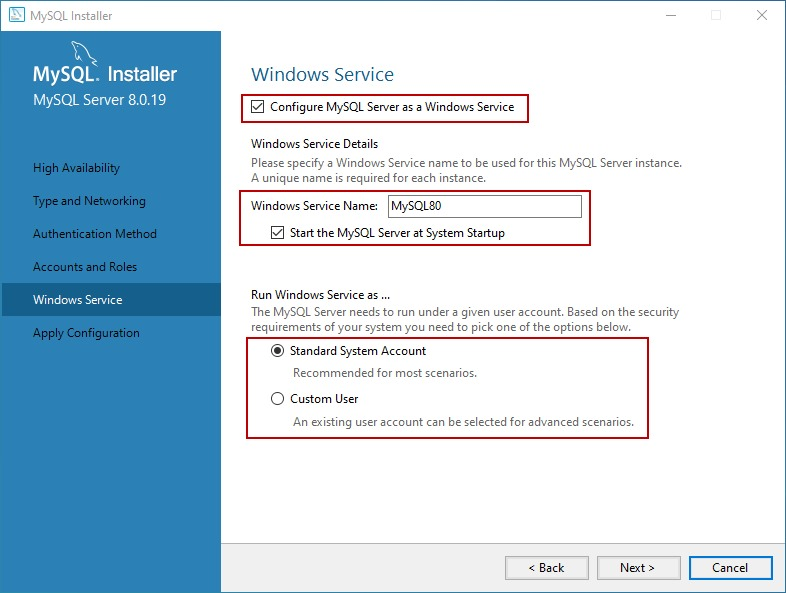 MySQL Installer
MySQL. Installer
MySQL Server 8.0.19
High Availability
Type and Networking
Authentication Method
Accounts and Roles
Windows Service
Apply Configuration
Windows Service
Configure MySQL Server as a Windows Service
Windows Service Details
Please specify a Windows Service name to be used for this MySQL Server instance.
A unique name is required for each instance.
Windows Service Name: MySQL80
Start the MySQL Server at System Startup
Run Windows Service as ...
The MySQL Server needs to run under a given user account. Based on the security
requirements of your system you need to pick one of the options below.
Standard System Account
Recommended for most scenarios.
Custom User
An existing user account can be selected for advanced scenarios.
< Back Next > Cancel